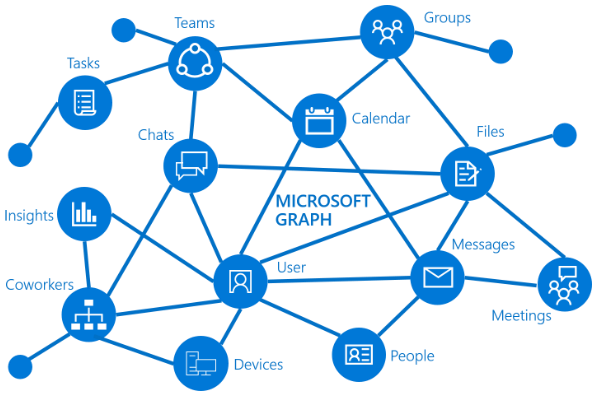 Groups
Teams
Tasks
Calendar
Chats
Files
MICROSOFT
GRAPH
Insights
Messages
User
Coworkers
Meetings
People
Devices